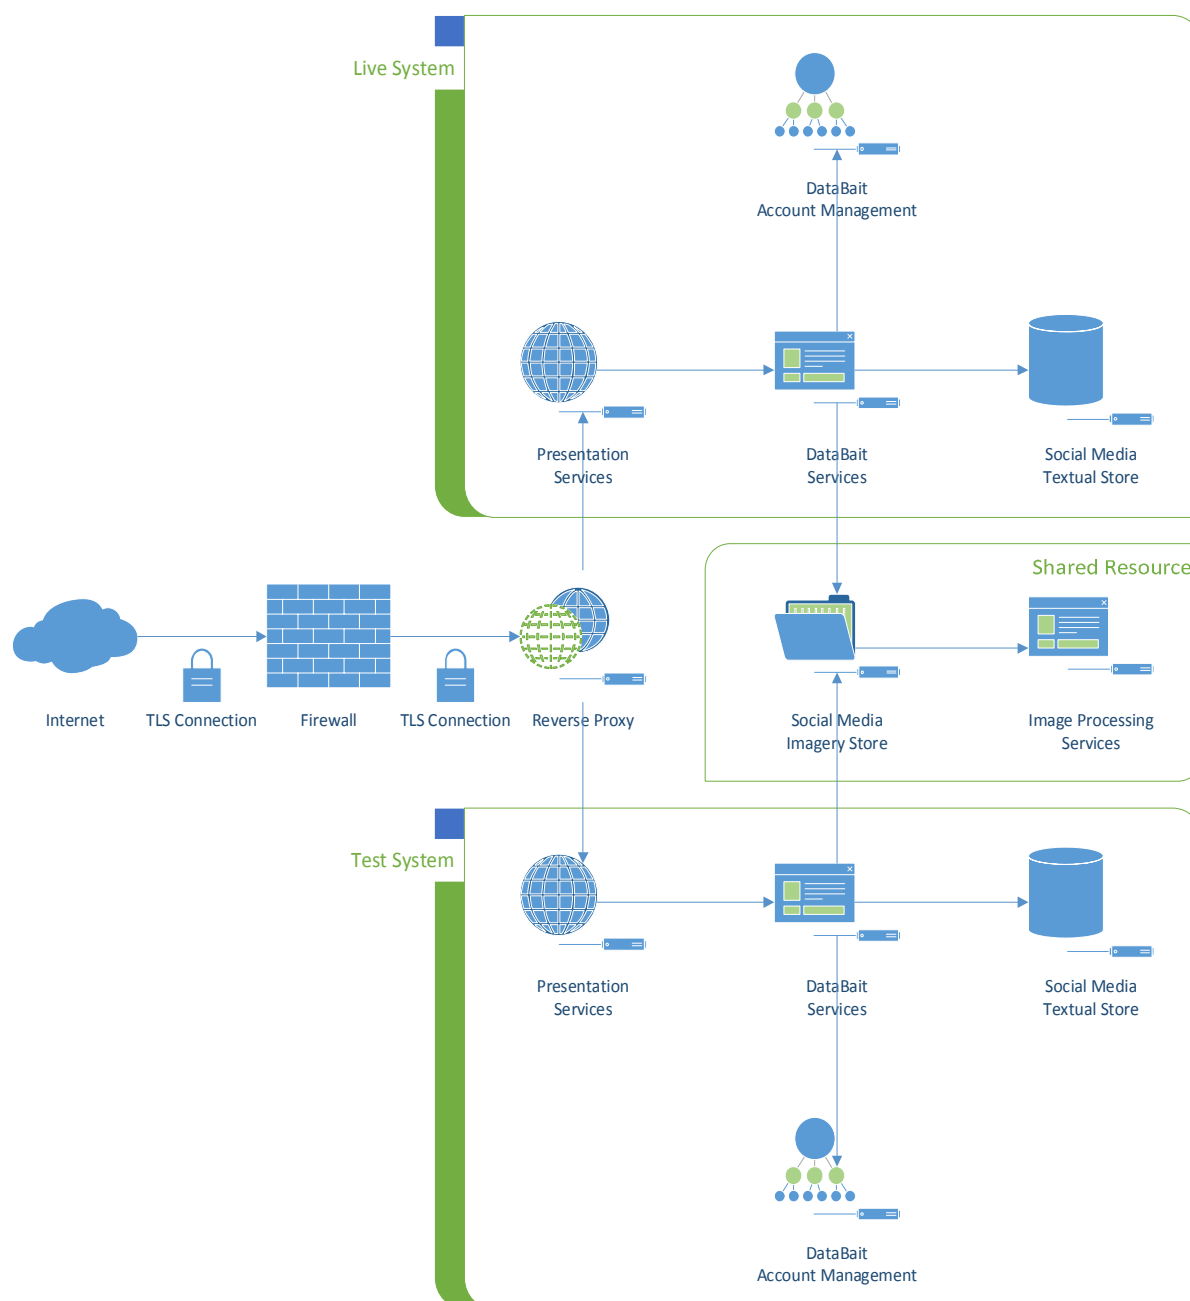 Live System
DataBait
Account Management
Presentation
Services
DataBait
Services
Social Media
Textual Store
Shared Resource
Internet
TLS Connection
Firewall
TLS Connection
Reverse Proxy
Social Media
Imagery Store
Image Processing
Services
Test System
Presentation
Services
DataBait
Services
Social Media
Textual Store
DataBait
Account Management